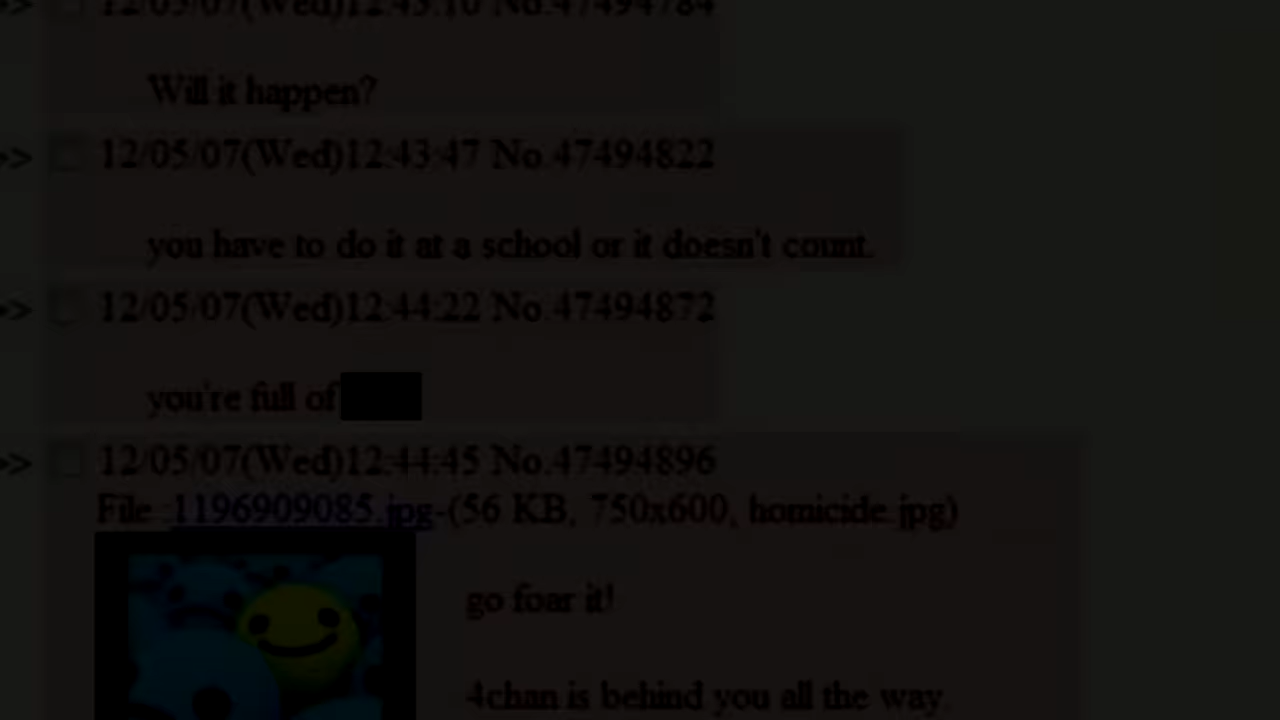 >> 12/05/07(Wed)12:43:10 No.47494784
Will it happen?
>> 12/05/07(Wed)12:43:47 No.47494822
you have to do it at a school or it doesn't count.
>> 12/05/07(Wed)12:44:22 No.47494872
you're full of
>> 12/05/07(Wed)12:44:45 No.47494896
File :1196909085.jpg-(56 KB, 750x600, homicide.jpg)
go foar it!
4chan is behind you all the way.